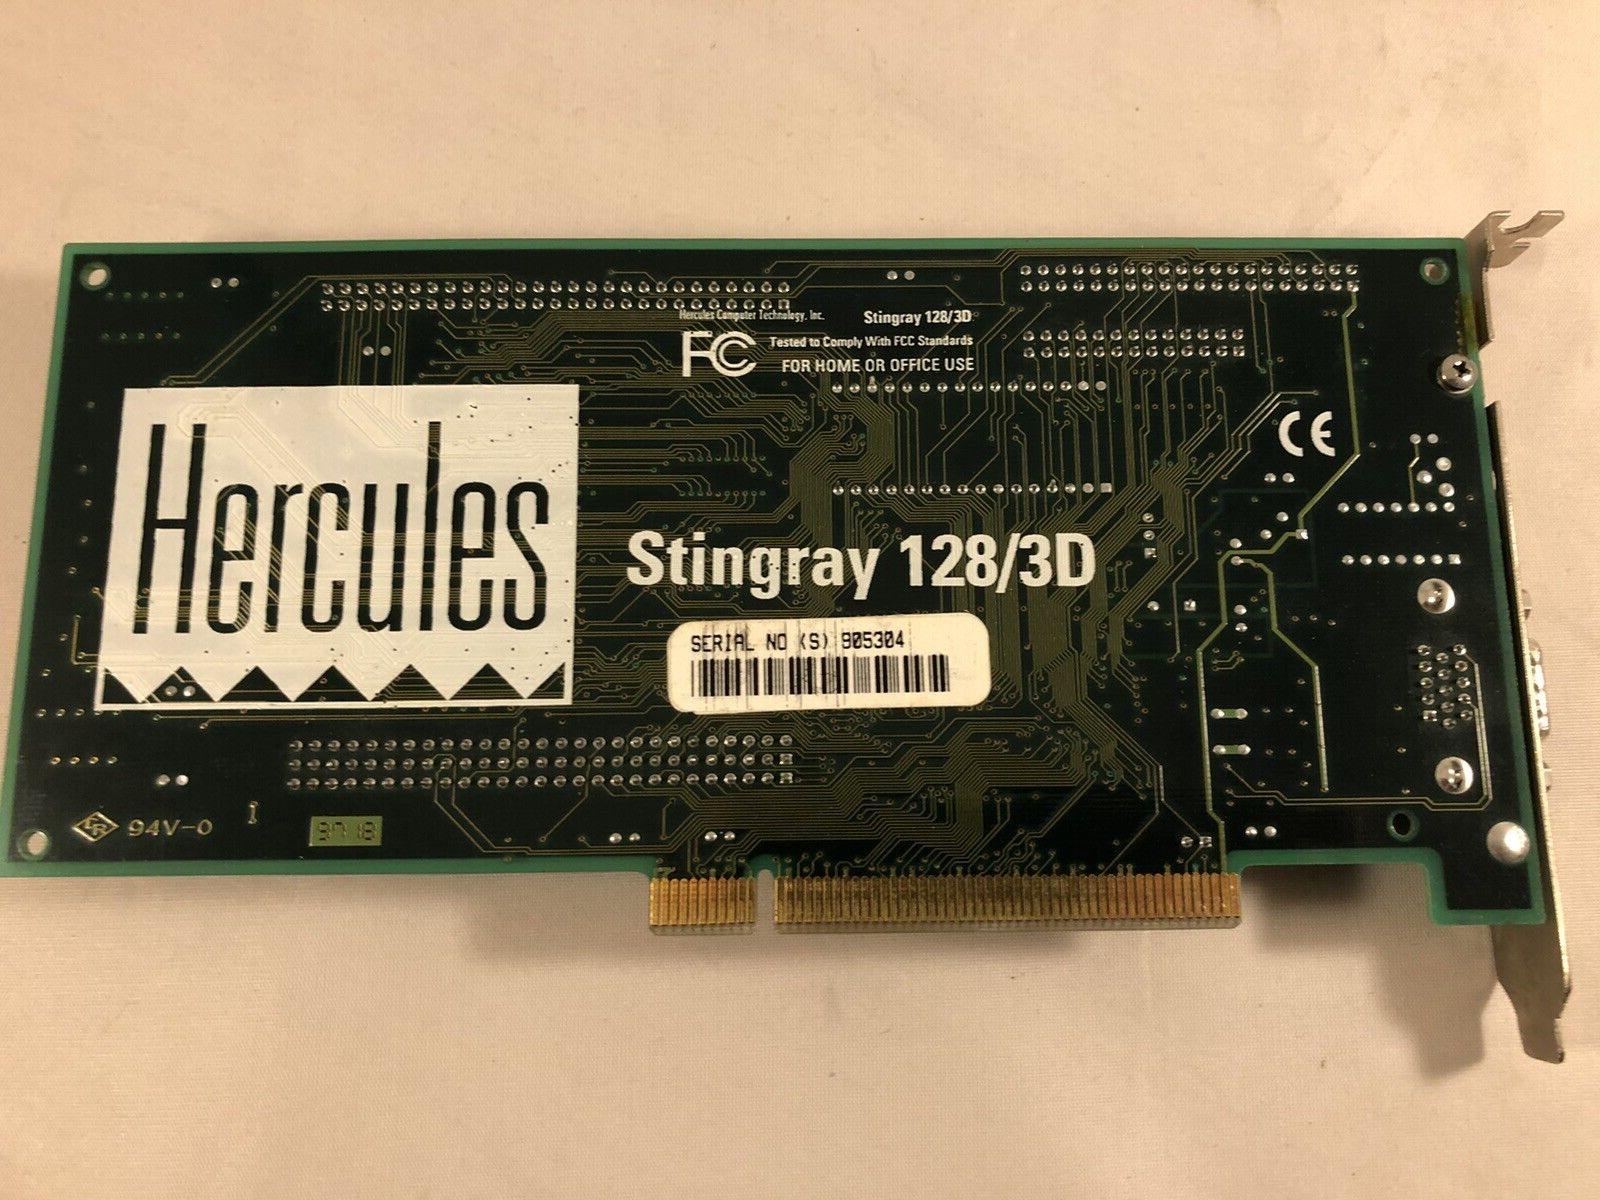 Hercules Computer Technology, Inc.
Stingray 128/3D
FC Tested to Comply With FCC Standards
FOR HOME OR OFFICE USE
CE
Hercules
Stingray 128/3D
SERIAL NO (S) 905304
94V-0
1
9718